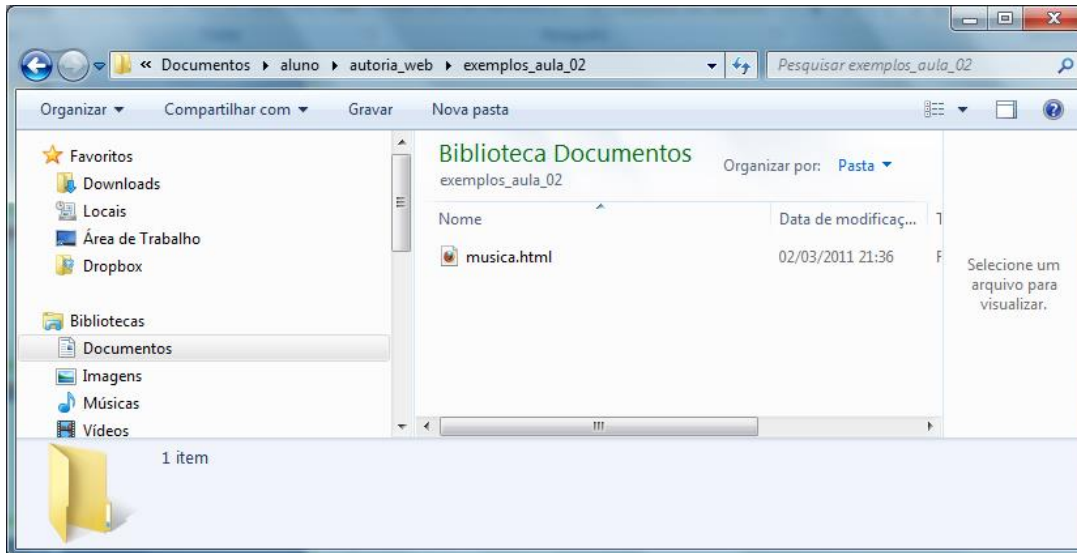 « Documentos ▸ aluno ▸ autoria_web ▸ exemplos_aula_02
Pesquisar exemplos_aula_02
Organizar Compartilhar com Gravar Nova pasta
Favoritos
Downloads
Locais
Área de Trabalho
Dropbox
Bibliotecas
Documentos
Imagens
Músicas
Vídeos
Biblioteca Documentos
exemplos_aula_02
Organizar por: Pasta
Nome Data de modificaç... T
musica.html 02/03/2011 21:36 F
Selecione um
arquivo para
visualizar.
1 item